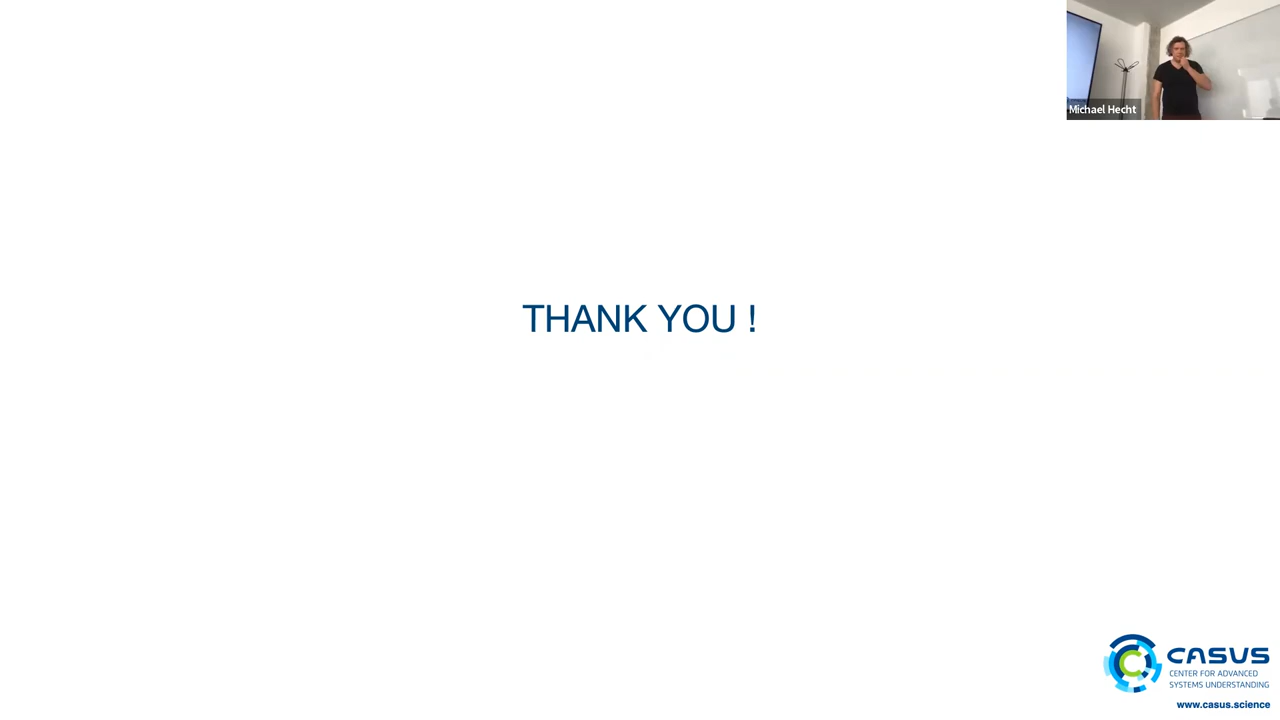 Michael Hecht
THANK YOU !
CASUS
CENTER FOR ADVANCED
SYSTEMS UNDERSTANDING
www.casus.science